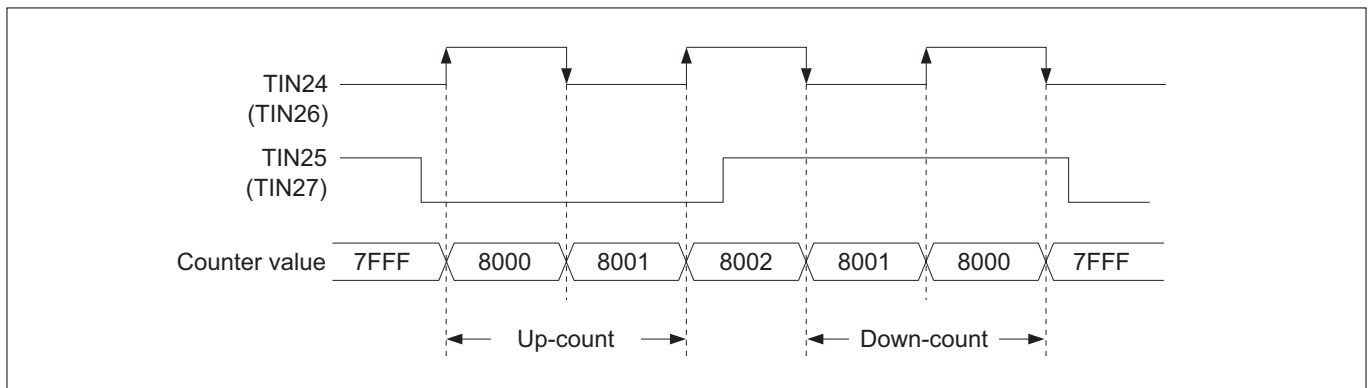 TIN24
(TIN26)
TIN25
(TIN27)
Counter value 7FFF 8000 8001 8002 8001 8000 7FFF
Up-count Down-count